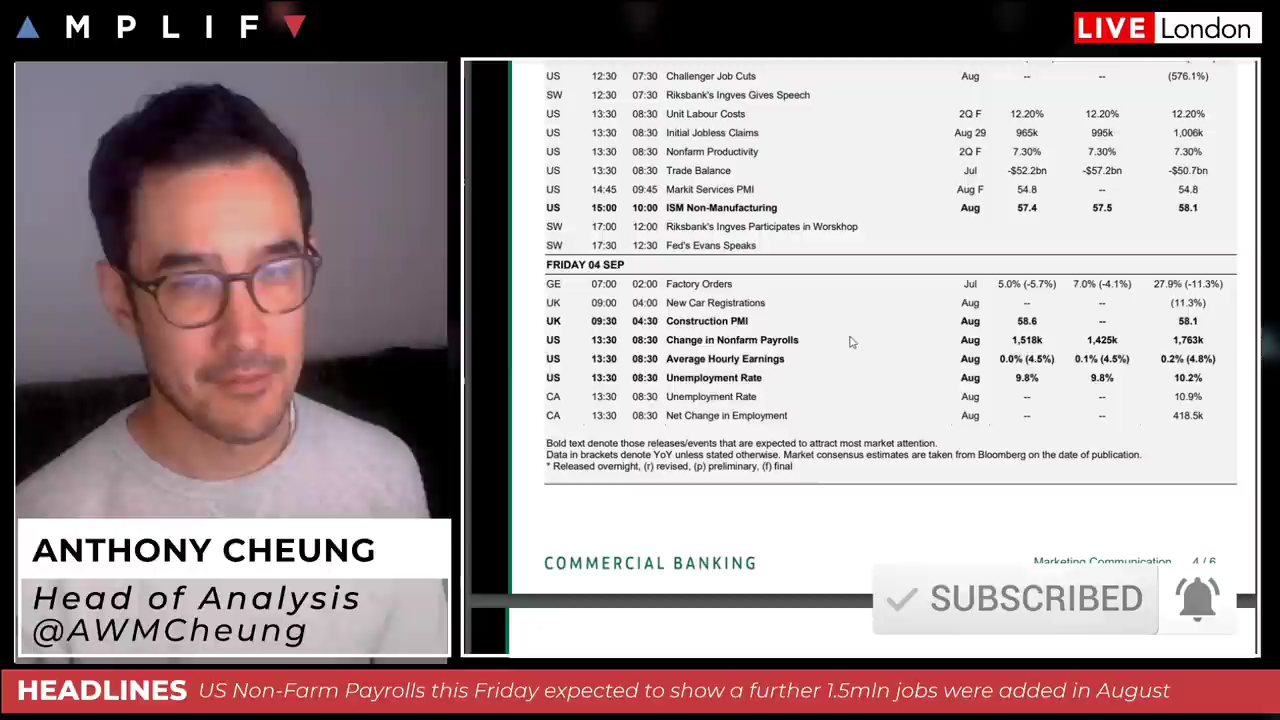 AMPLIFY
LIVE London
US 12:30 07:30 Challenger Job Cuts Aug -- -- (576.1%)
SW 12:30 07:30 Riksbank's Ingves Gives Speech
US 13:30 08:30 Unit Labour Costs 2Q F 12.20% 12.20% 12.20%
US 13:30 08:30 Initial Jobless Claims Aug 29 965k 995k 1,006k
US 13:30 08:30 Nonfarm Productivity 2Q F 7.30% 7.30% 7.30%
US 13:30 08:30 Trade Balance Jul -$52.2bn -$57.2bn -$50.7bn
US 14:45 09:45 Markit Services PMI Aug F 54.8 -- 54.8
US 15:00 10:00 ISM Non-Manufacturing Aug 57.4 57.5 58.1
SW 17:00 12:00 Riksbank's Ingves Participates in Worskhop
SW 17:30 12:30 Fed's Evans Speaks
FRIDAY 04 SEP
GE 07:00 02:00 Factory Orders Jul 5.0% (-5.7%) 7.0% (-4.1%) 27.9% (-11.3%)
UK 09:00 04:00 New Car Registrations Aug -- -- (11.3%)
UK 09:30 04:30 Construction PMI Aug 58.6 -- 58.1
US 13:30 08:30 Change in Nonfarm Payrolls Aug 1,518k 1,425k 1,763k
US 13:30 08:30 Average Hourly Earnings Aug 0.0% (4.5%) 0.1% (4.5%) 0.2% (4.8%)
US 13:30 08:30 Unemployment Rate Aug 9.8% 9.8% 10.2%
CA 13:30 08:30 Unemployment Rate Aug -- -- 10.9%
CA 13:30 08:30 Net Change in Employment Aug -- -- 418.5k
Bold text denote those releases/events that are expected to attract most market attention.
Data in brackets denote YoY unless stated otherwise. Market consensus estimates are taken from Bloomberg on the date of publication.
* Released overnight, (r) revised, (p) preliminary, (f) final
COMMERCIAL BANKING
Marketing Communication 4 / 6
SUBSCRIBED
ANTHONY CHEUNG
Head of Analysis
@AWMCheung
HEADLINES US Non-Farm Payrolls this Friday expected to show a further 1.5mln jobs were added in August